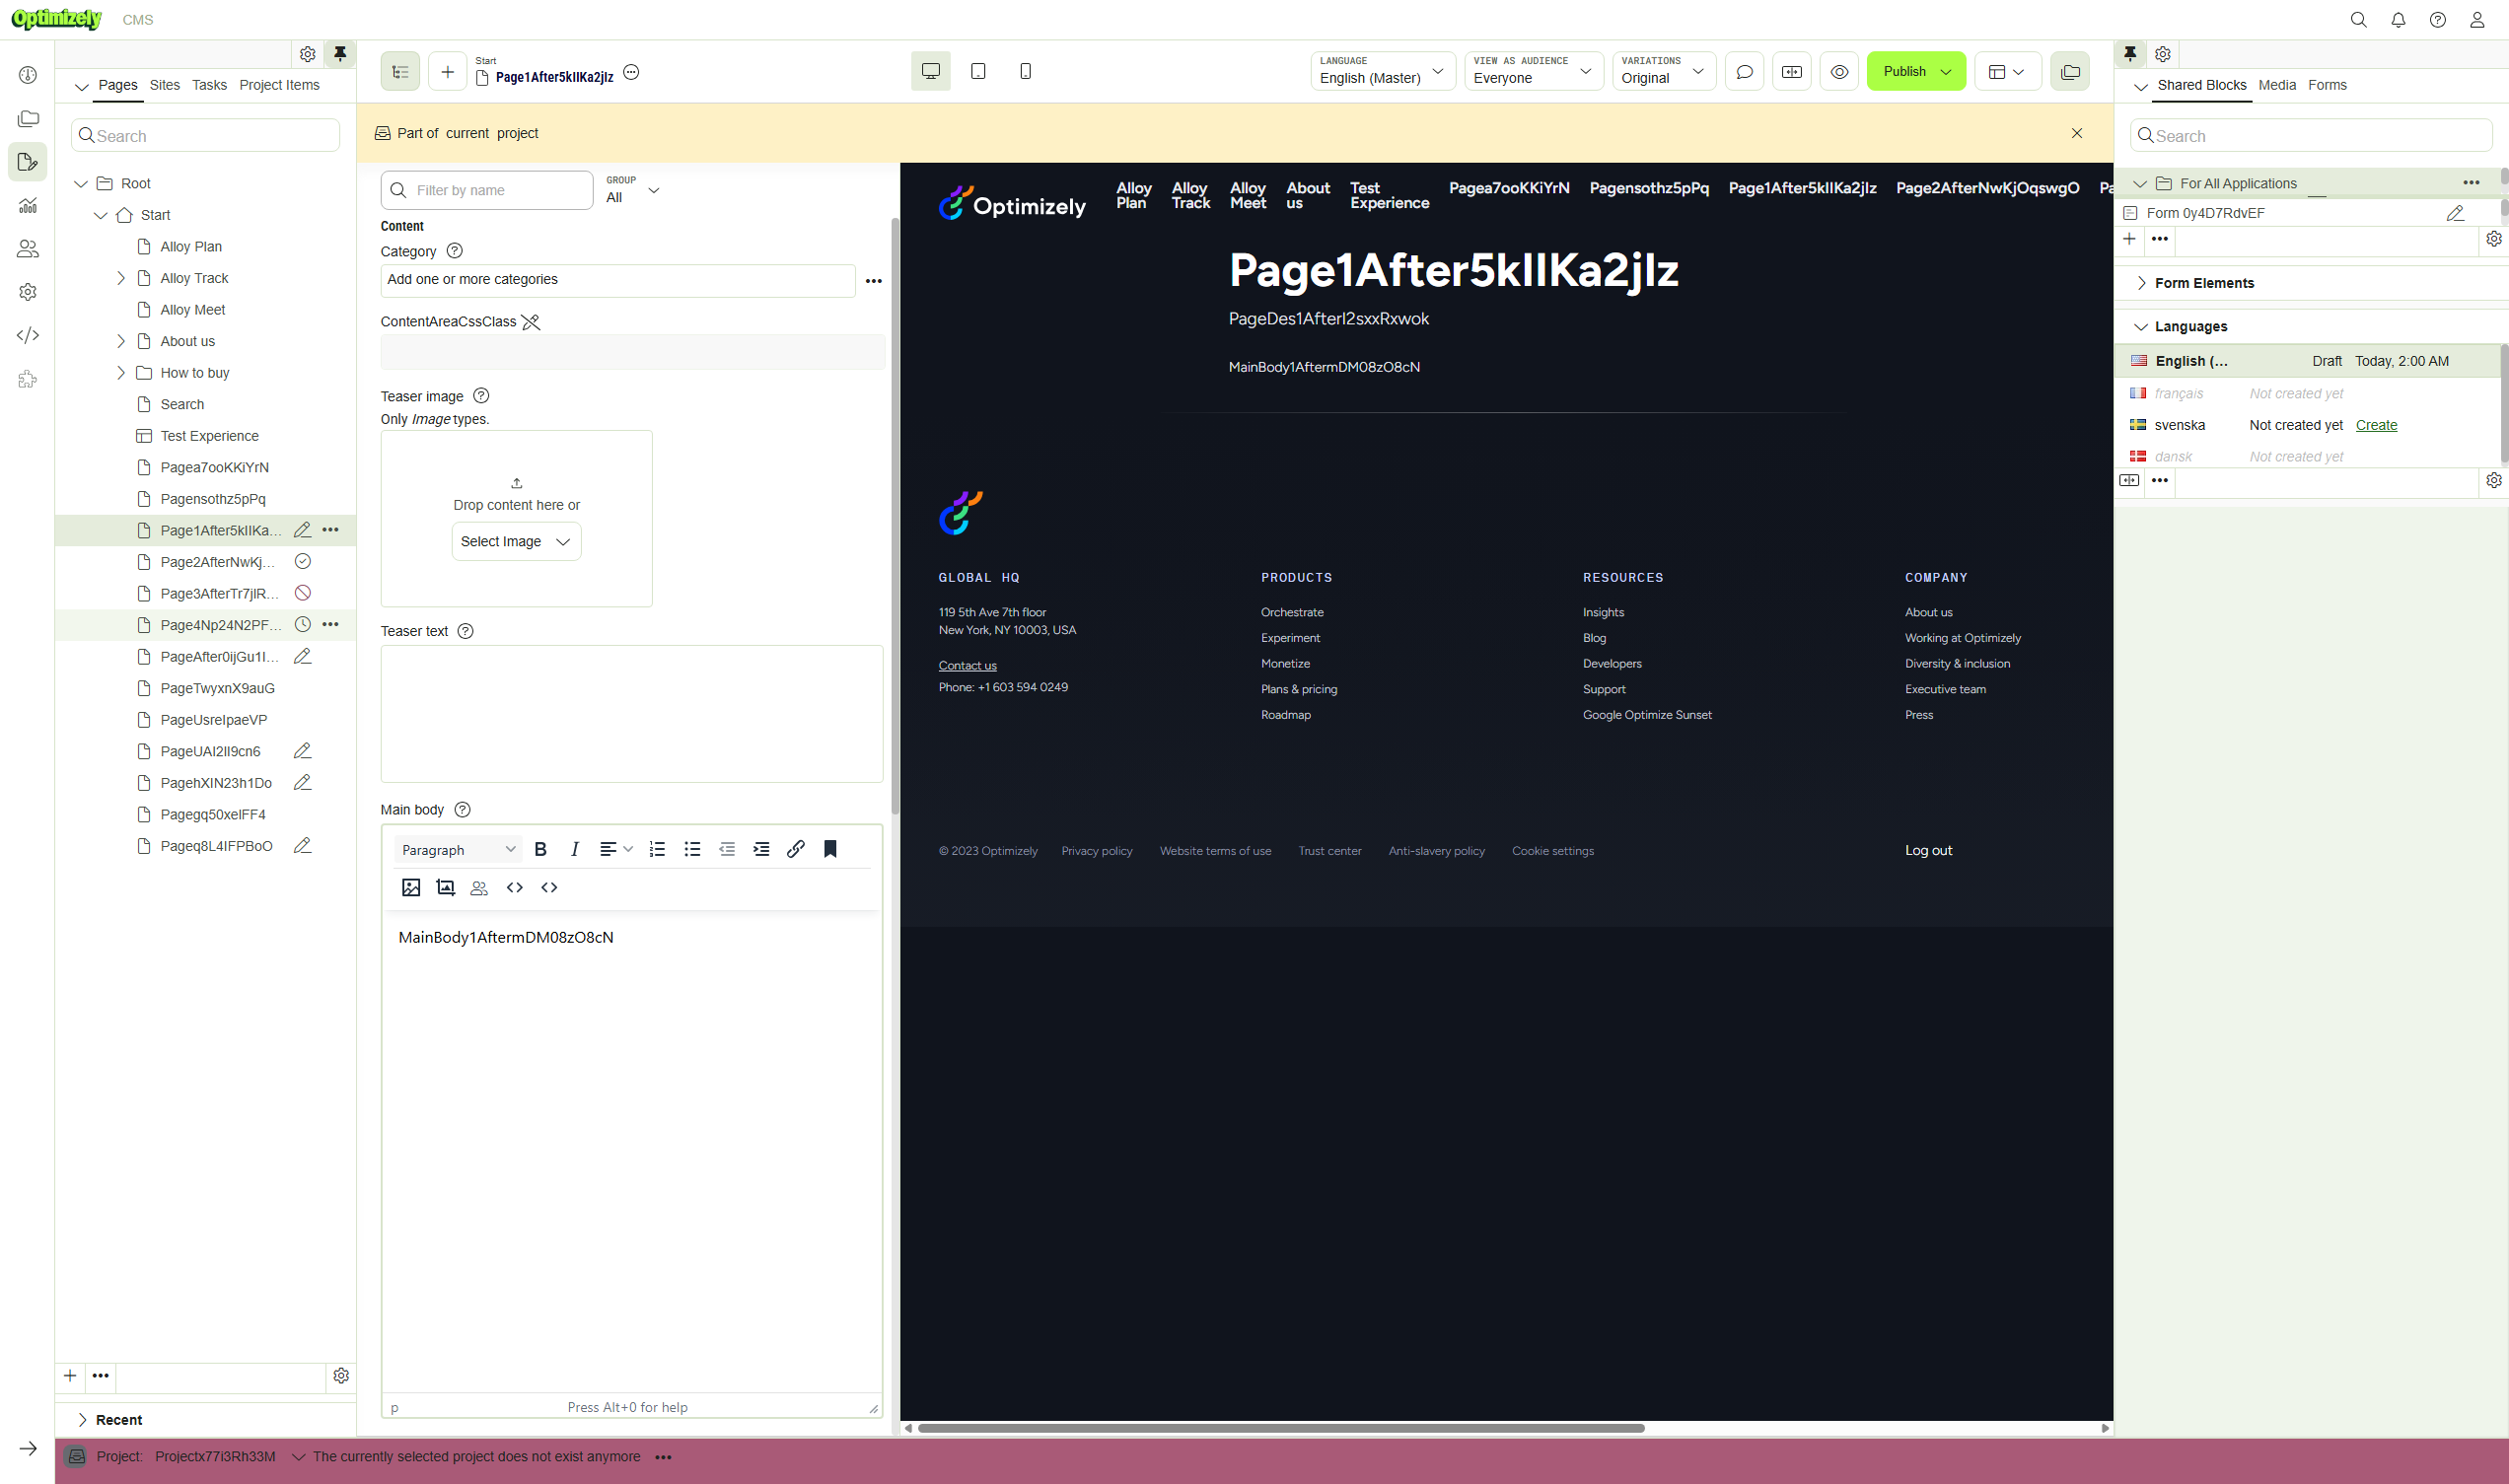 Optimizely CMS
Pages Sites Tasks Project Items
Search
Root
Start
Alloy Plan
Alloy Track
Alloy Meet
About us
How to buy
Search
Test Experience
Pagea7ooKKiYrN
Pagensothz5pPq
Page1After5kIIKa...
Page2AfterNwKj...
Page3AfterTr7jlR...
Page4Np24N2PF...
PageAfter0ijGu1I...
PageTwyxnX9auG
PageUsreIpaeVP
PageUAI2II9cn6
PagehXIN23h1Do
Pagegq50xelFF4
Pageq8L4IFPBoO
Recent
Start
Page1After5kIIKa2jIz
LANGUAGE
English (Master)
VIEW AS AUDIENCE
Everyone
VARIATIONS
Original
Publish
Part of current project
Filter by name
GROUP
All
Content
Category
Add one or more categories
ContentAreaCssClass
Teaser image
Only Image types.
Drop content here or
Select Image
Teaser text
Main body
Paragraph
MainBody1AftermDM08zO8cN
p
Press Alt+0 for help
Optimizely
Alloy Plan
Alloy Track
Alloy Meet
About us
Test Experience
Pagea7ooKKiYrN
Pagensothz5pPq
Page1After5kIIKa2jIz
Page2AfterNwKjOqswgO
Pa
Page1After5kIIKa2jIz
PageDes1AfterI2sxxRxwok
MainBody1AftermDM08zO8cN
GLOBAL HQ
119 5th Ave 7th floor
New York, NY 10003, USA
Contact us
Phone: +1 603 594 0249
PRODUCTS
Orchestrate
Experiment
Monetize
Plans & pricing
Roadmap
RESOURCES
Insights
Blog
Developers
Support
Google Optimize Sunset
COMPANY
About us
Working at Optimizely
Diversity & inclusion
Executive team
Press
© 2023 Optimizely Privacy policy Website terms of use Trust center Anti-slavery policy Cookie settings
Log out
Shared Blocks Media Forms
Search
For All Applications
Form 0y4D7RdvEF
Form Elements
Languages
English (... Draft Today, 2:00 AM
français Not created yet
svenska Not created yet Create
dansk Not created yet
Project: Projectx77i3Rh33M The currently selected project does not exist anymore